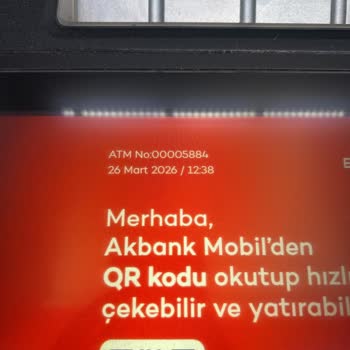 ATM No:00005884
26 Mart 2026 / 12:38
Merhaba,
Akbank Mobil'den
QR kodu okutup hızlı
çekebilir ve yatırabil